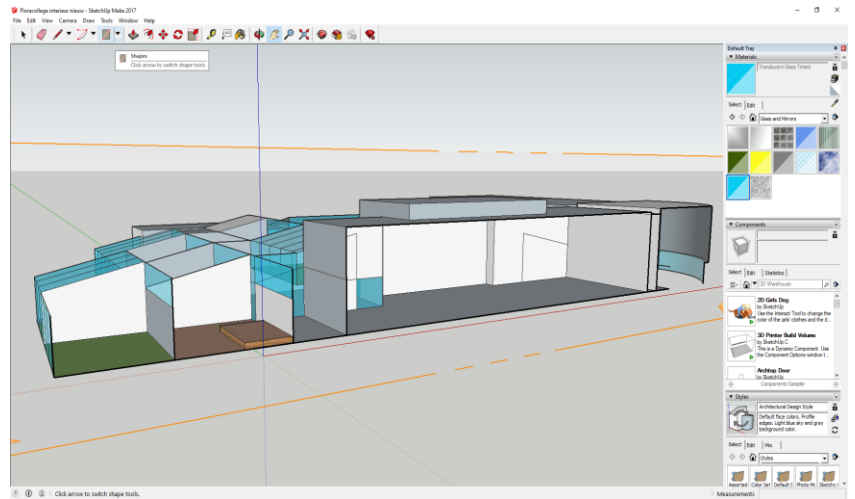 Floracollege interieur nieuw - SketchUp Make 2017
File Edit View Camera Draw Tools Window Help
Shapes
Click arrow to switch shape tools.
Default Tray
Materials
Translucent Glass Tinted
Select Edit
Glass and Mirrors
Components
Select Edit Statistics
3D Warehouse
2D Girls Dog
by SketchUp
Use the Interact Tool to change the
color of the girls' clothes and the d...
3D Printer Build Volume
by SketchUp C
This is a Dynamic Component. Use
the Component Options window t...
Archtop Door
by SketchUp
Components Sampler
Styles
Architectural Design Style
Default face colors. Profile
edges. Light blue sky and gray
background color.
Select Edit Mix
Styles
Assorted Color Set Default S Photo Mo Sketchy
Click arrow to switch shape tools.
Measurements